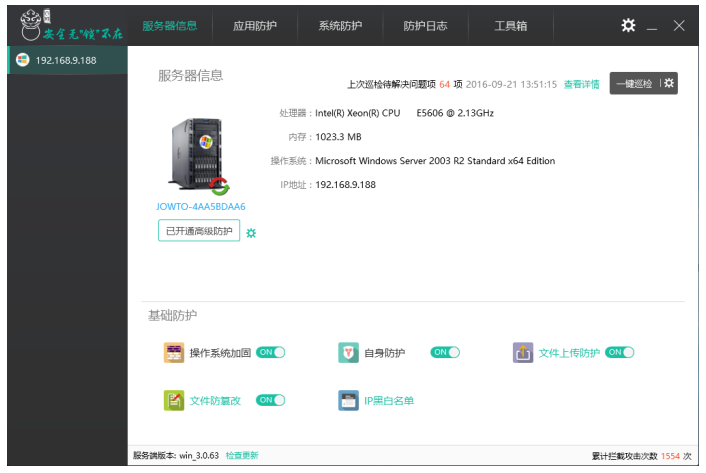 安全无"锁"不在
服务器信息 应用防护 系统防护 防护日志 工具箱
192.168.9.188
服务器信息
上次巡检待解决问题项 64 项 2016-09-21 13:51:15 查看详情 一键巡检
处理器：Intel(R) Xeon(R) CPU E5606 @ 2.13GHz
内存：1023.3 MB
操作系统：Microsoft Windows Server 2003 R2 Standard x64 Edition
IP地址：192.168.9.188
JOWTO-4AA5BDAA6
已开通高级防护
基础防护
操作系统加固 ON 自身防护 ON 文件上传防护 ON
文件防篡改 ON IP黑白名单
服务端版本: win_3.0.63 检查更新 累计拦截攻击次数 1554 次